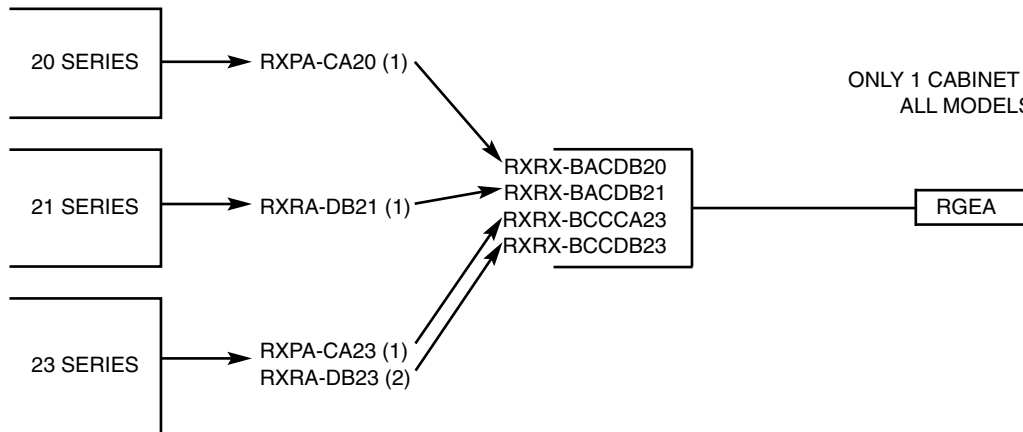 20 SERIES
RXPA-CA20 (1)
ONLY 1 CABINET
ALL MODELS
RXRX-BACDB20
RXRX-BACDB21
RXRX-BCCCA23
RXRX-BCCDB23
21 SERIES
RXRA-DB21 (1)
RGEA
23 SERIES
RXPA-CA23 (1)
RXRA-DB23 (2)